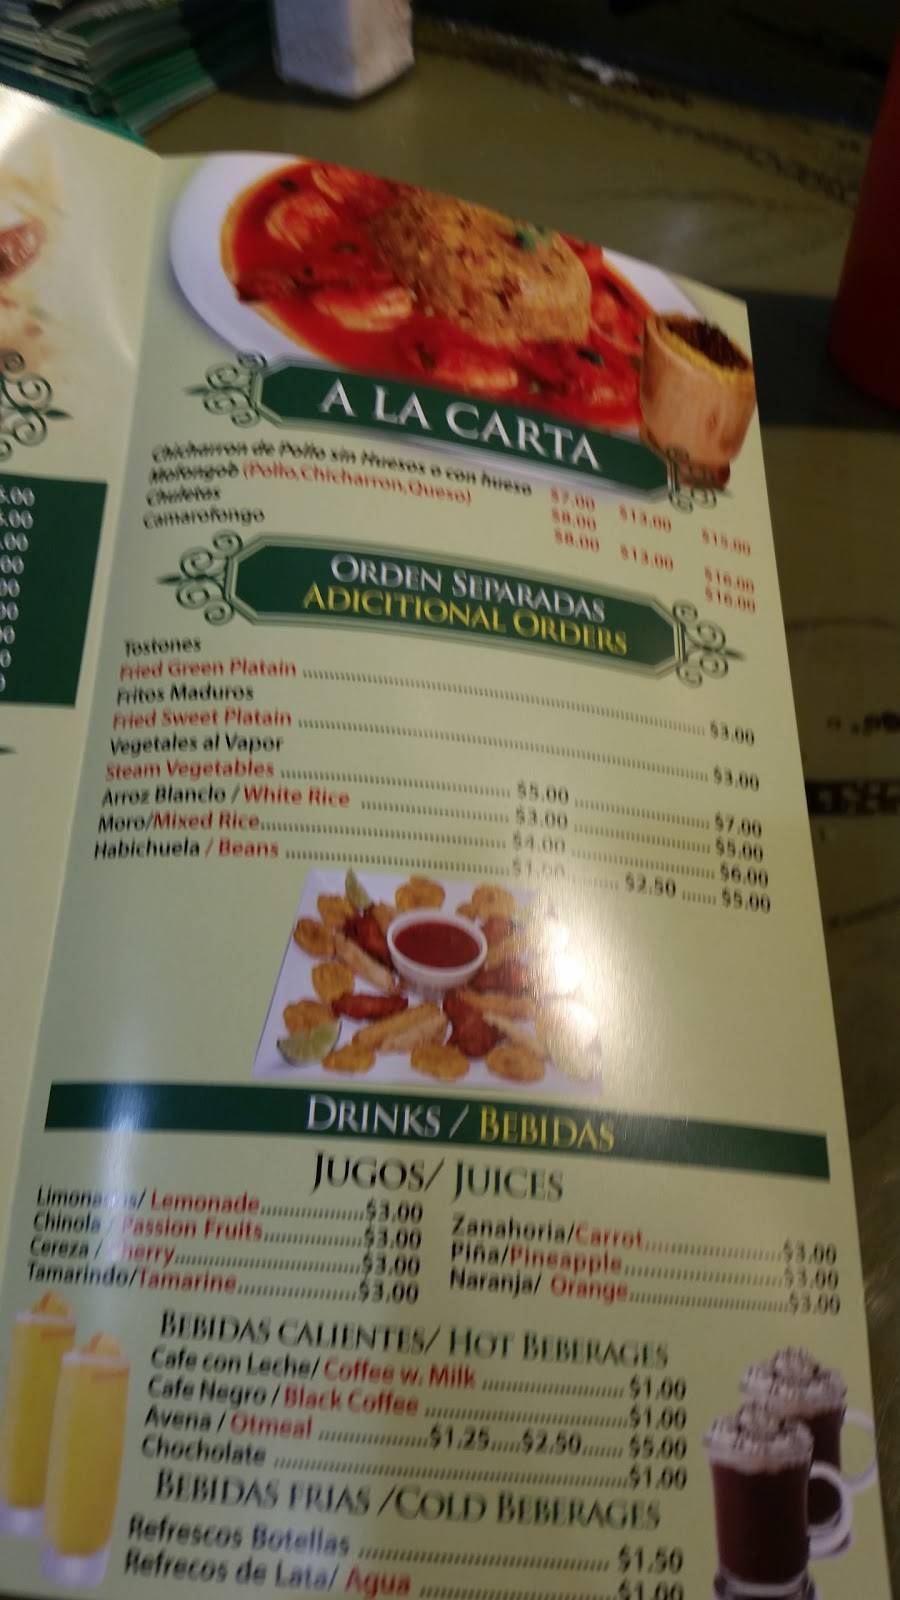 A LA CARTA
Chicharron de Pollo sin Huesos o con hueso $7.00 $13.00 $15.00
Mofongob (Pollo,Chicharron,Queso) $8.00
Chuletas $8.00 $13.00 $16.00
Camarofongo $16.00
ORDEN SEPARADAS
ADICITIONAL ORDERS
Tostones
Fried Green Platain $3.00
Fritos Maduros
Fried Sweet Platain $3.00
Vegetales al Vapor
Steam Vegetables $5.00 $7.00
Arroz Blanclo / White Rice $3.00 $5.00
Moro/Mixed Rice $4.00 $6.00
Habichuela / Beans $1.00 $2.50 $5.00
DRINKS / BEBIDAS
JUGOS/ JUICES
Lemonade $3.00
Chinola / Passion Fruits $3.00
Cereza / $3.00
Tamarindo/Tamarine $3.00
Zanahoria/Carrot $3.00
Piña/Pineapple $3.00
Naranja/ Orange $3.00
BEBIDAS CALIENTES/ HOT BEBERAGES
Cafe con Leche/ Coffee w. Milk $1.00
Cafe Negro / Black Coffee $1.00
Avena / Otmeal $1.25 $2.50 $5.00
Chocholate $1.00
BEBIDAS FRIAS /COLD BEBERAGES
Refrescos Botellas $1.50
Refrecos de Lata/ Agua $1.00